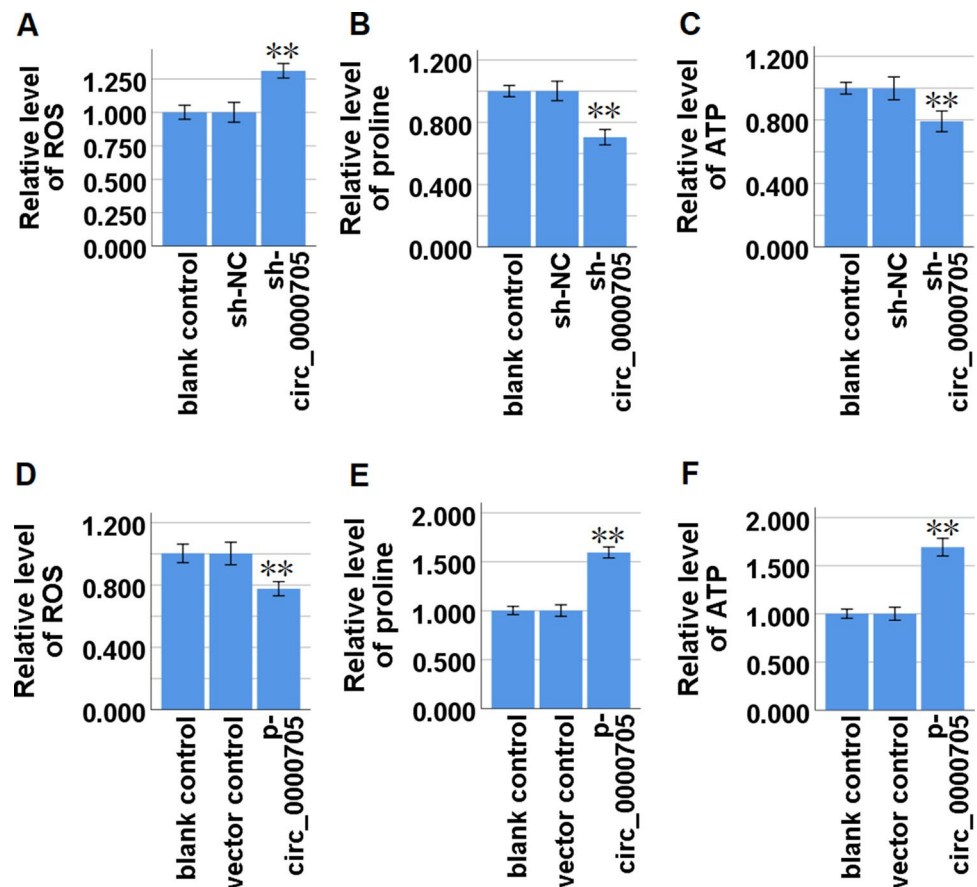 A
Relative level
of ROS
1.250
1.000
0.750
0.500
0.250
0.000
**
blank control
sh-NC
sh-
circ_0000705
B
Relative level
of proline
1.200
0.800
0.400
0.000
**
blank control
sh-NC
sh-
circ_0000705
C
Relative level
of ATP
1.200
0.800
0.400
0.000
**
blank control
sh-NC
sh-
circ_0000705
D
Relative level
of ROS
1.200
0.800
0.400
0.000
**
blank control
vector control
p-
circ_0000705
E
Relative level
of proline
2.000
1.500
1.000
0.500
0.000
**
blank control
vector control
p-
circ_0000705
F
Relative level
of ATP
2.000
1.500
1.000
0.500
0.000
**
blank control
vector control
p-
circ_0000705